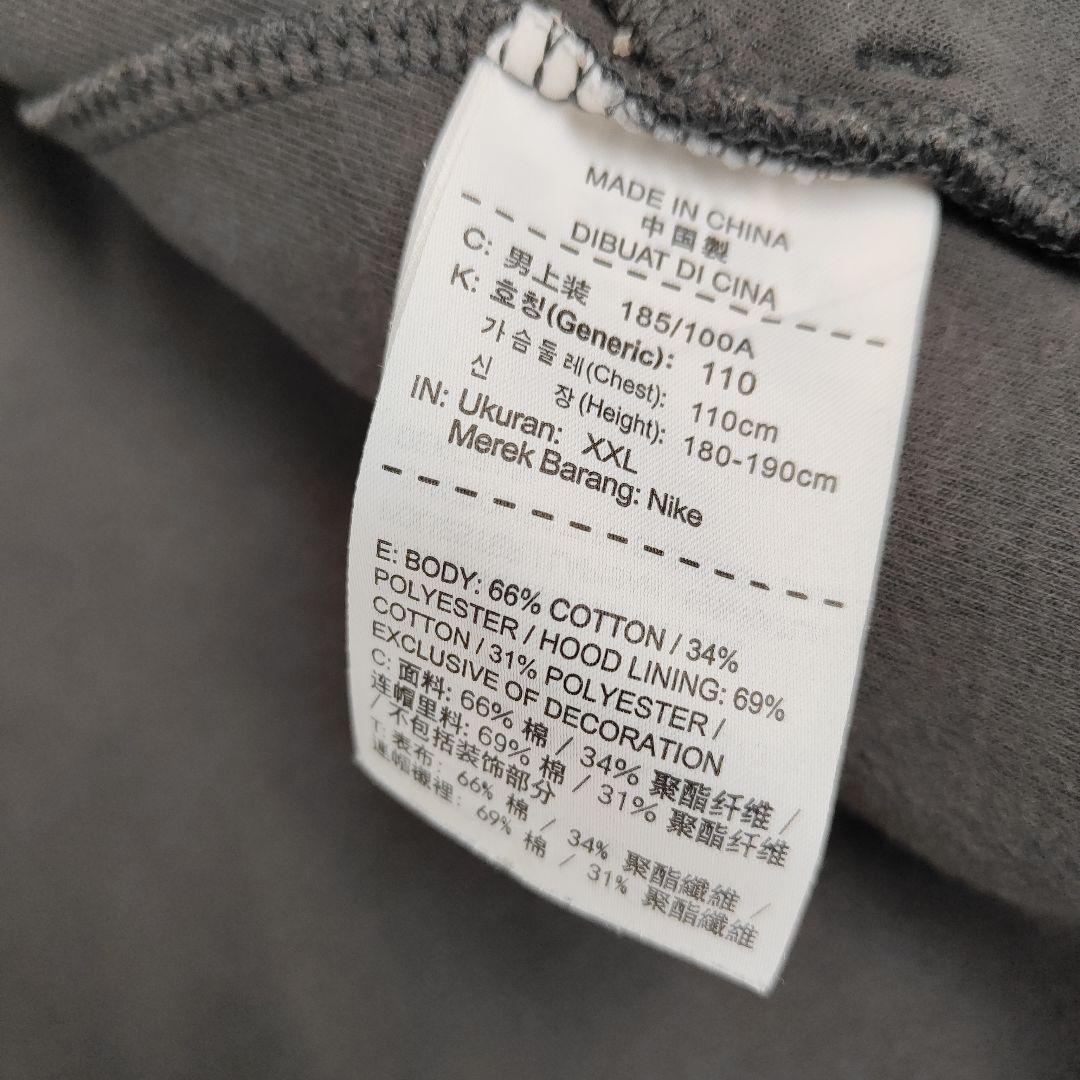 MADE IN CHINA
中国製
DIBUAT DI CINA
C: 男上装 185/100A
K: 호칭(Generic): 110
가슴둘레(Chest): 110cm
신 장(Height): 180-190cm
IN: Ukuran: XXL
Merek Barang: Nike
E: BODY: 66% COTTON / 34%
POLYESTER / HOOD LINING: 69%
COTTON / 31% POLYESTER /
EXCLUSIVE OF DECORATION
C: 面料: 66% 棉 / 34% 聚酯纤维 /
连帽里料: 69% 棉 / 31% 聚酯纤维
/ 不包括装饰部分
T: 表布: 66% 棉 / 34% 聚酯纖維 /
連帽襯裡: 69% 棉 / 31% 聚酯纖維